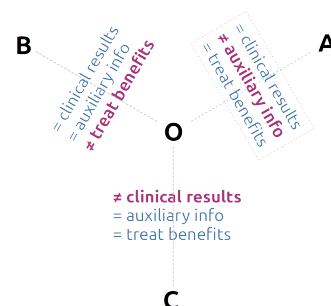 B
= clinical results
= auxiliary info
≠ treat benefits
A
= clinical results
≠ auxiliary info
= treat benefits
O
≠ clinical results
= auxiliary info
= treat benefits
C